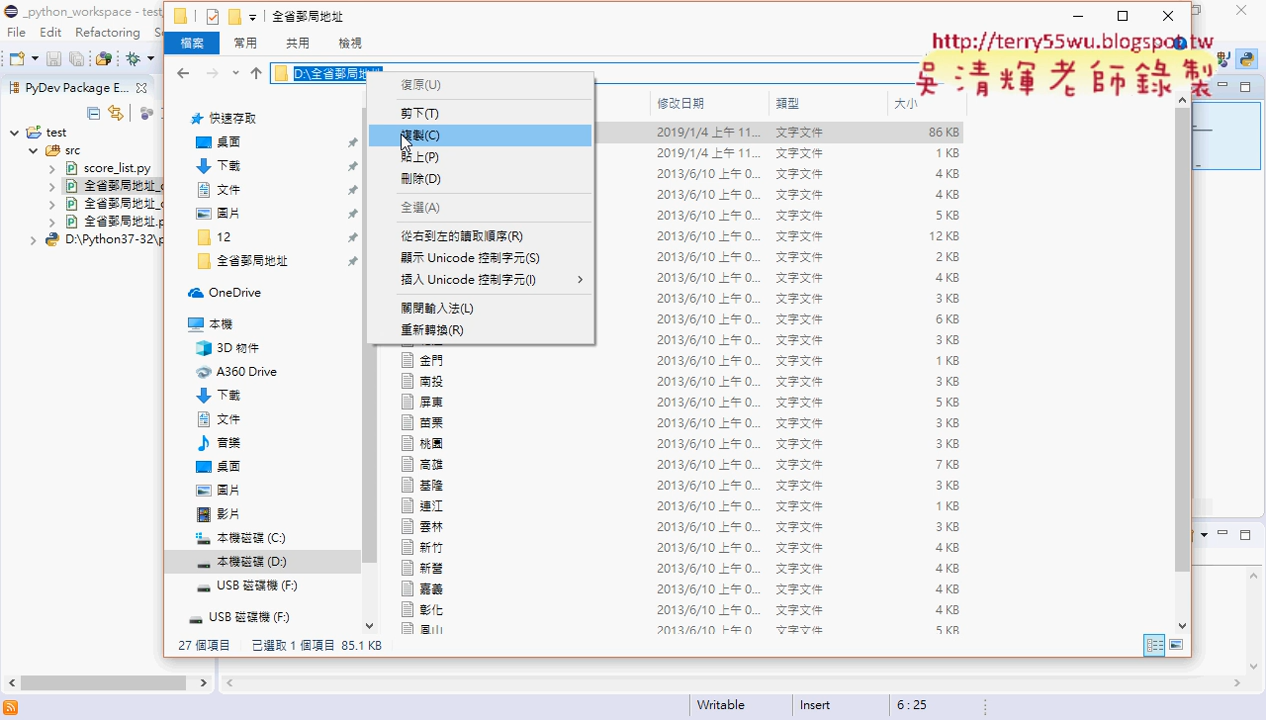 _python_workspace - test
File Edit Refactoring
PyDev Package E...
test
src
score_list.py
全省郵局地址
全省郵局地址
全省郵局地址.p
D:\Python37-32\p
全省郵局地址
檔案 常用 共用 檢視
D:\全省郵局地址
http://terry55wu.blogspot.tw
吳清輝老師錄製
復原(U)
剪下(T)
複製(C)
貼上(P)
刪除(D)
全選(A)
從右到左的讀取順序(R)
顯示 Unicode 控制字元(S)
插入 Unicode 控制字元(I)
關閉輸入法(L)
重新轉換(R)
快速存取
桌面
下載
文件
圖片
12
全省郵局地址
OneDrive
本機
3D 物件
A360 Drive
下載
文件
音樂
桌面
圖片
影片
本機磁碟 (C:)
本機磁碟 (D:)
USB 磁碟機 (F:)
USB 磁碟機 (F:)
修改日期 類型 大小
2019/1/4 上午 11... 文字文件 86 KB
2019/1/4 上午 11... 文字文件 1 KB
2013/6/10 上午 0... 文字文件 4 KB
2013/6/10 上午 0... 文字文件 4 KB
2013/6/10 上午 0... 文字文件 5 KB
2013/6/10 上午 0... 文字文件 12 KB
2013/6/10 上午 0... 文字文件 2 KB
2013/6/10 上午 0... 文字文件 4 KB
2013/6/10 上午 0... 文字文件 3 KB
2013/6/10 上午 0... 文字文件 6 KB
2013/6/10 上午 0... 文字文件 3 KB
金門 2013/6/10 上午 0... 文字文件 1 KB
南投 2013/6/10 上午 0... 文字文件 3 KB
屏東 2013/6/10 上午 0... 文字文件 5 KB
苗栗 2013/6/10 上午 0... 文字文件 3 KB
桃園 2013/6/10 上午 0... 文字文件 3 KB
高雄 2013/6/10 上午 0... 文字文件 7 KB
基隆 2013/6/10 上午 0... 文字文件 3 KB
連江 2013/6/10 上午 0... 文字文件 1 KB
雲林 2013/6/10 上午 0... 文字文件 3 KB
新竹 2013/6/10 上午 0... 文字文件 4 KB
新營 2013/6/10 上午 0... 文字文件 4 KB
嘉義 2013/6/10 上午 0... 文字文件 4 KB
彰化 2013/6/10 上午 0... 文字文件 4 KB
鳳山 2013/6/10 上午 0 文字文件 5 KB
27 個項目 已選取 1 個項目 85.1 KB
Writable Insert 6 : 25